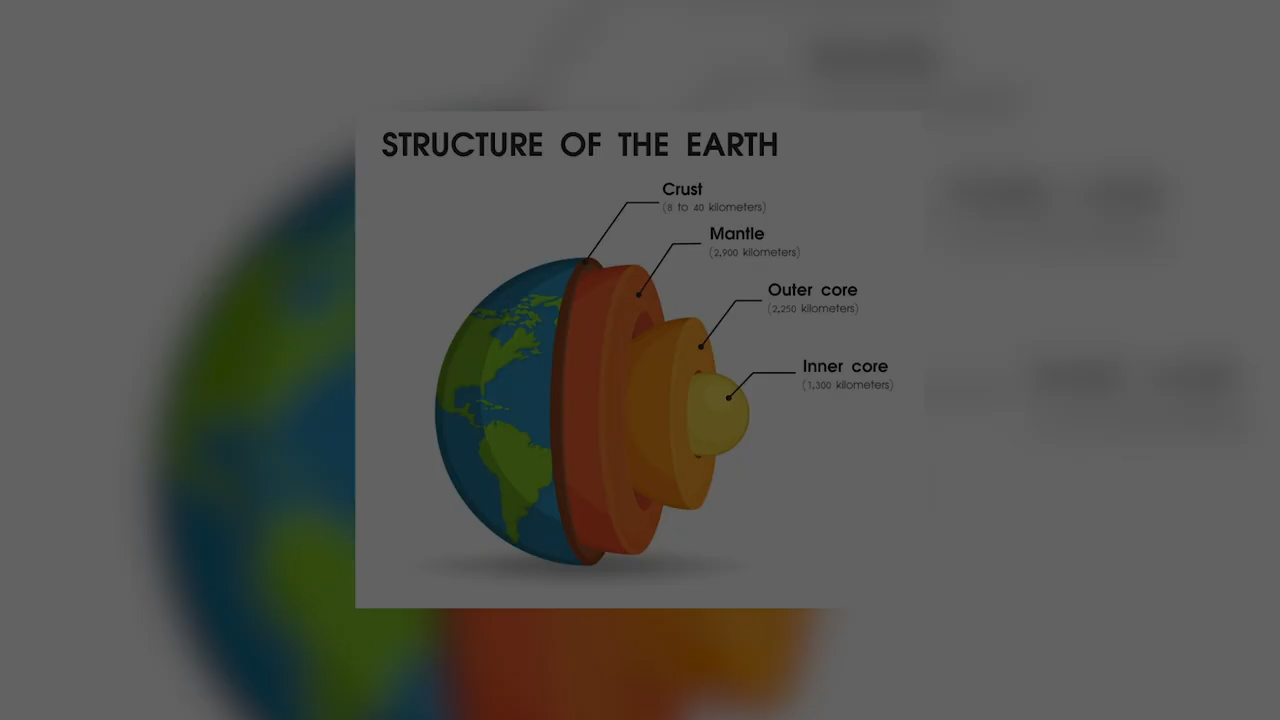 STRUCTURE OF THE EARTH
Crust
(8 to 40 kilometers)
Mantle
(2,900 kilometers)
Outer core
(2,250 kilometers)
Inner core
(1,300 kilometers)